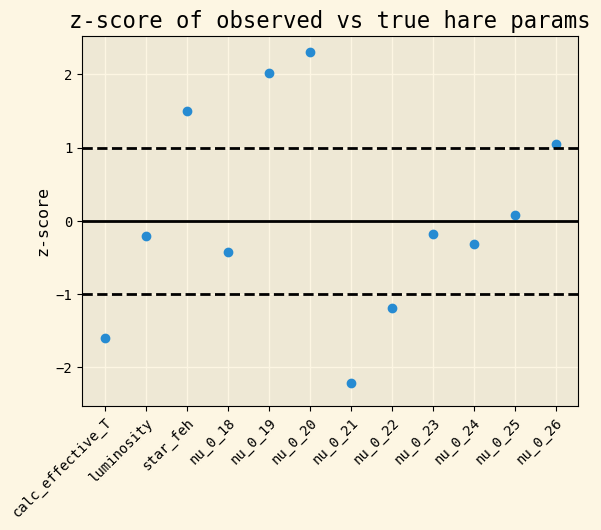 z-score of observed vs true hare params
z-score
2
1
0
−1
−2
calc_effective_T
luminosity
star_feh
nu_0_18
nu_0_19
nu_0_20
nu_0_21
nu_0_22
nu_0_23
nu_0_24
nu_0_25
nu_0_26